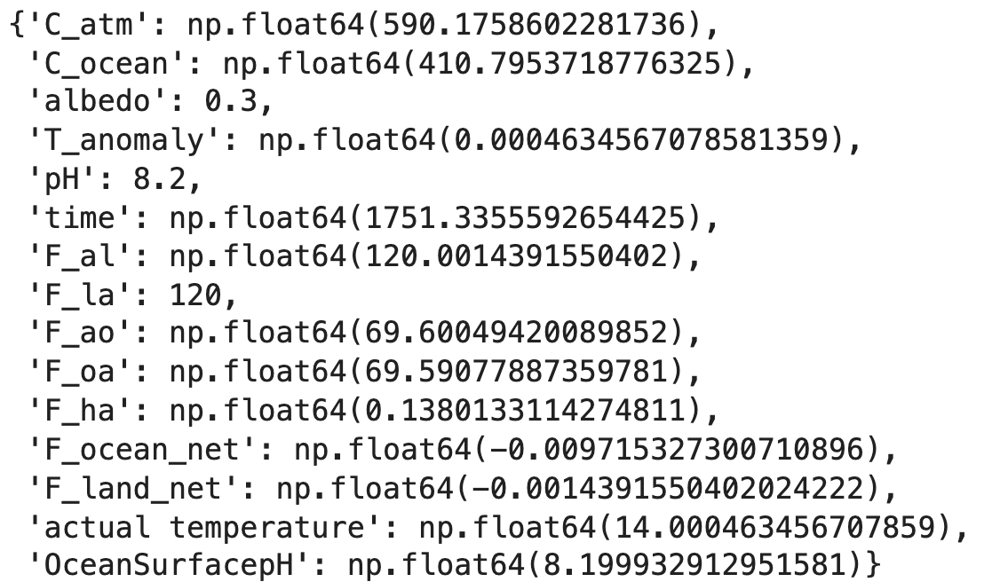 {'C_atm': np.float64(590.1758602281736),
 'C_ocean': np.float64(410.7953718776325),
 'albedo': 0.3,
 'T_anomaly': np.float64(0.0004634567078581359),
 'pH': 8.2,
 'time': np.float64(1751.3355592654425),
 'F_al': np.float64(120.0014391550402),
 'F_la': 120,
 'F_ao': np.float64(69.60049420089852),
 'F_oa': np.float64(69.59077887359781),
 'F_ha': np.float64(0.1380133114274811),
 'F_ocean_net': np.float64(-0.009715327300710896),
 'F_land_net': np.float64(-0.0014391550402024222),
 'actual temperature': np.float64(14.000463456707859),
 'OceanSurfacepH': np.float64(8.199932912951581)}